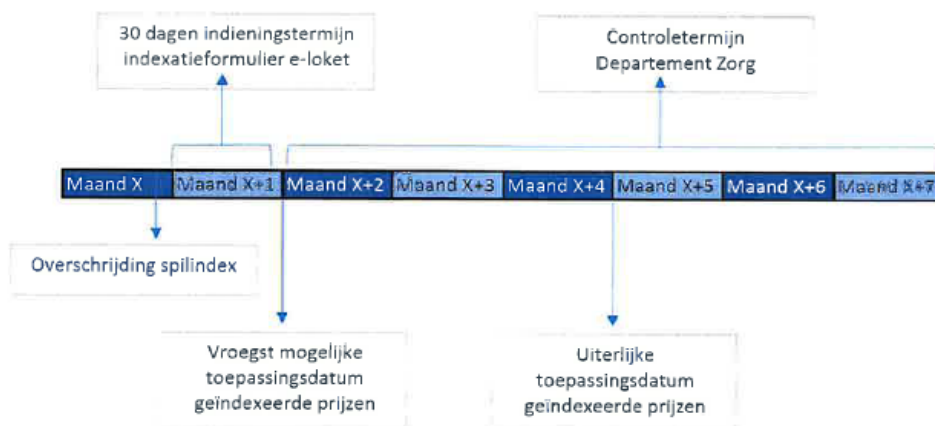 30 dagen indieningstermijn
indexatieformulier e-loket
Controletermijn
Departement Zorg
Maand X
Maand X+1
Maand X+2
Maand X+3
Maand X+4
Maand X+5
Maand X+6
Maand X+7
Overschrijding spilindex
Vroegst mogelijke
toepassingsdatum
geïndexeerde prijzen
Uiterlijke
toepassingsdatum
geïndexeerde prijzen